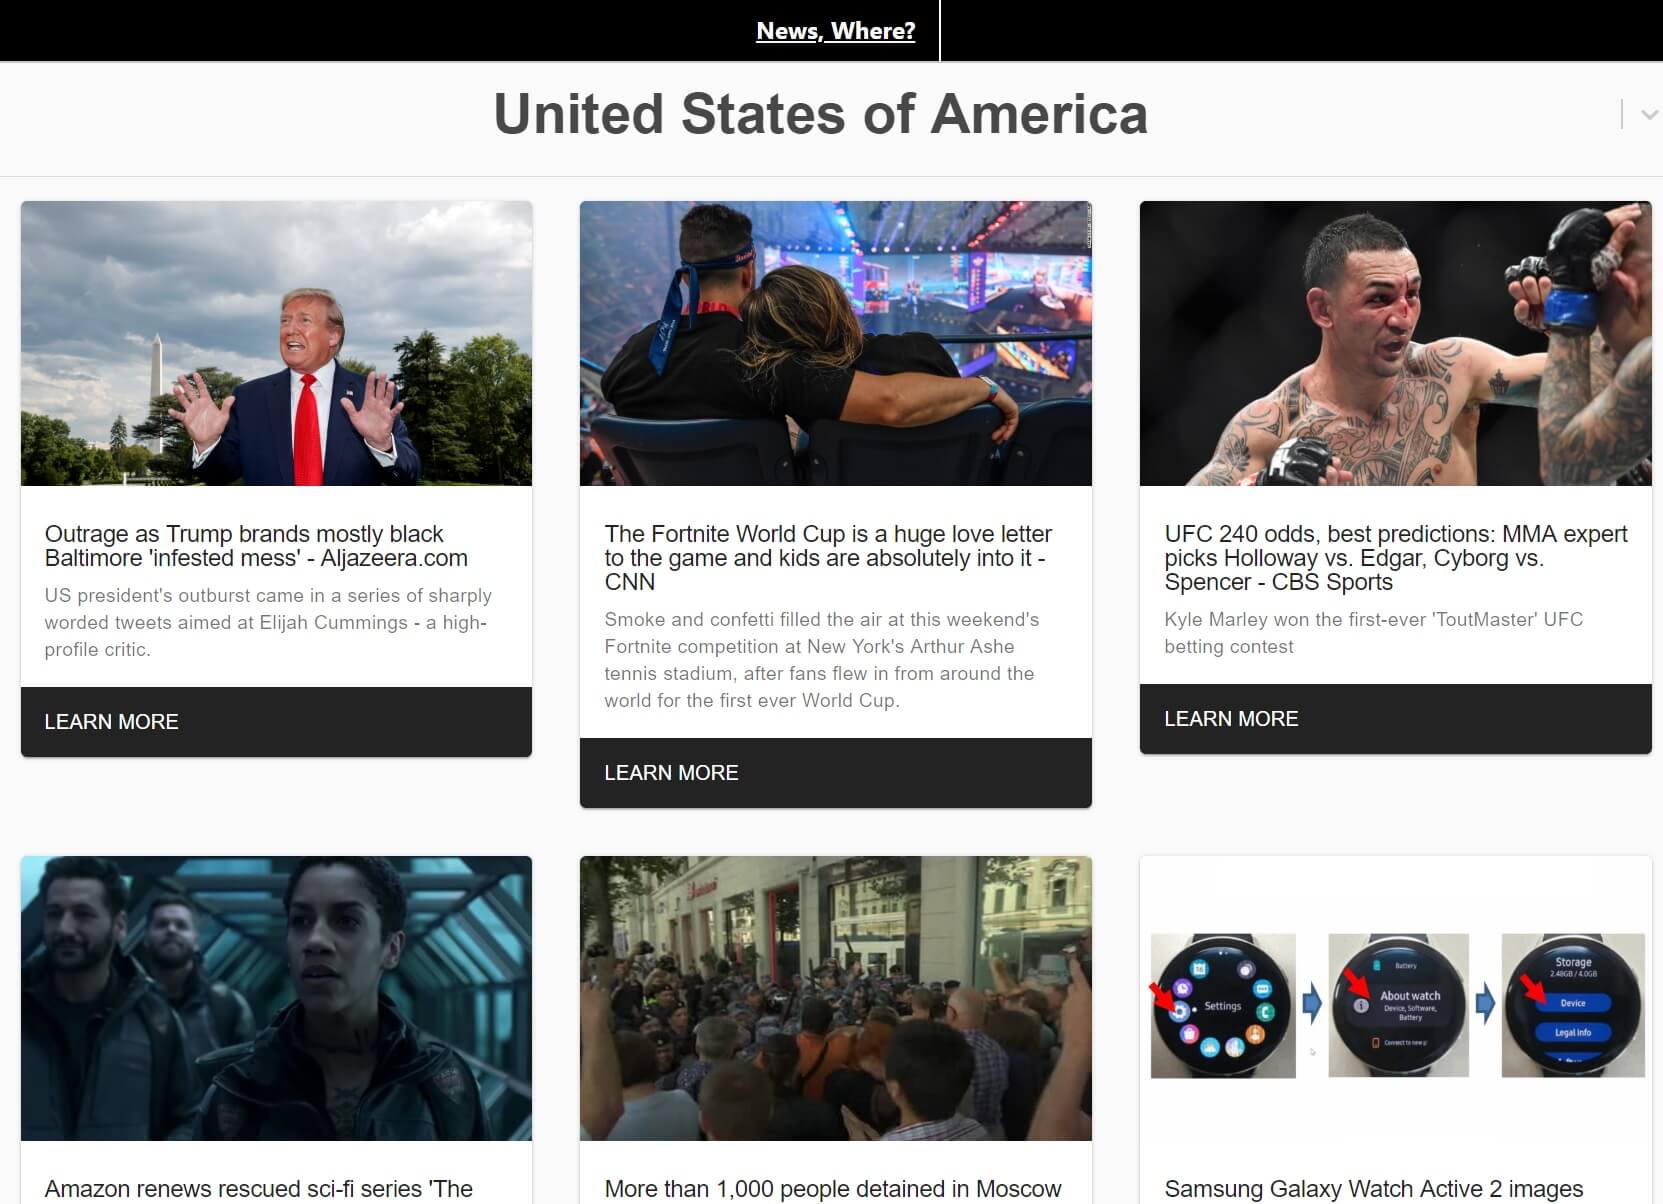 News, Where?
United States of America
Outrage as Trump brands mostly black
Baltimore 'infested mess' - Aljazeera.com
US president's outburst came in a series of sharply
worded tweets aimed at Elijah Cummings - a high-
profile critic.
LEARN MORE
The Fortnite World Cup is a huge love letter
to the game and kids are absolutely into it -
CNN
Smoke and confetti filled the air at this weekend's
Fortnite competition at New York's Arthur Ashe
tennis stadium, after fans flew in from around the
world for the first ever World Cup.
LEARN MORE
UFC 240 odds, best predictions: MMA expert
picks Holloway vs. Edgar, Cyborg vs.
Spencer - CBS Sports
Kyle Marley won the first-ever 'ToutMaster' UFC
betting contest
LEARN MORE
Settings
Battery
About watch
Device, Software,
Battery
Storage
2.48GB / 4.0GB
Device
Legal info
Amazon renews rescued sci-fi series 'The
More than 1,000 people detained in Moscow
Samsung Galaxy Watch Active 2 images